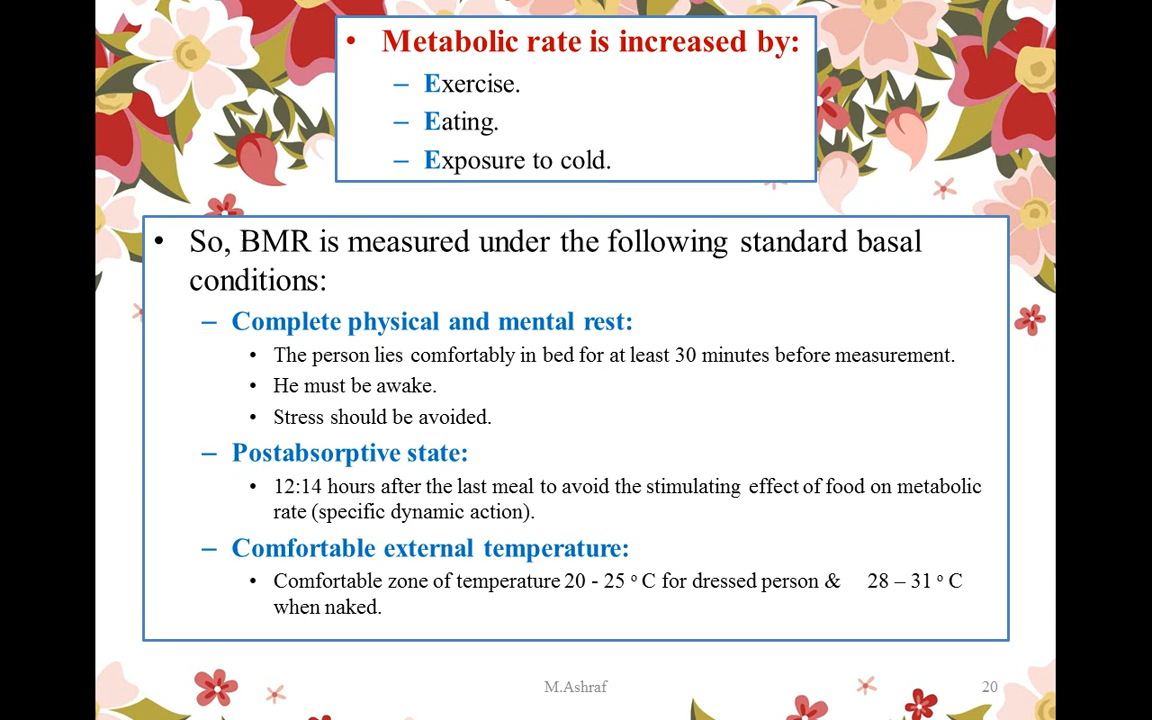 • Metabolic rate is increased by:
– Exercise.
– Eating.
– Exposure to cold.
• So, BMR is measured under the following standard basal
conditions:
– Complete physical and mental rest:
• The person lies comfortably in bed for at least 30 minutes before measurement.
• He must be awake.
• Stress should be avoided.
– Postabsorptive state:
• 12:14 hours after the last meal to avoid the stimulating effect of food on metabolic
rate (specific dynamic action).
– Comfortable external temperature:
• Comfortable zone of temperature 20 - 25 ᵒ C for dressed person & 28 – 31 ᵒ C
when naked.
M.Ashraf
20